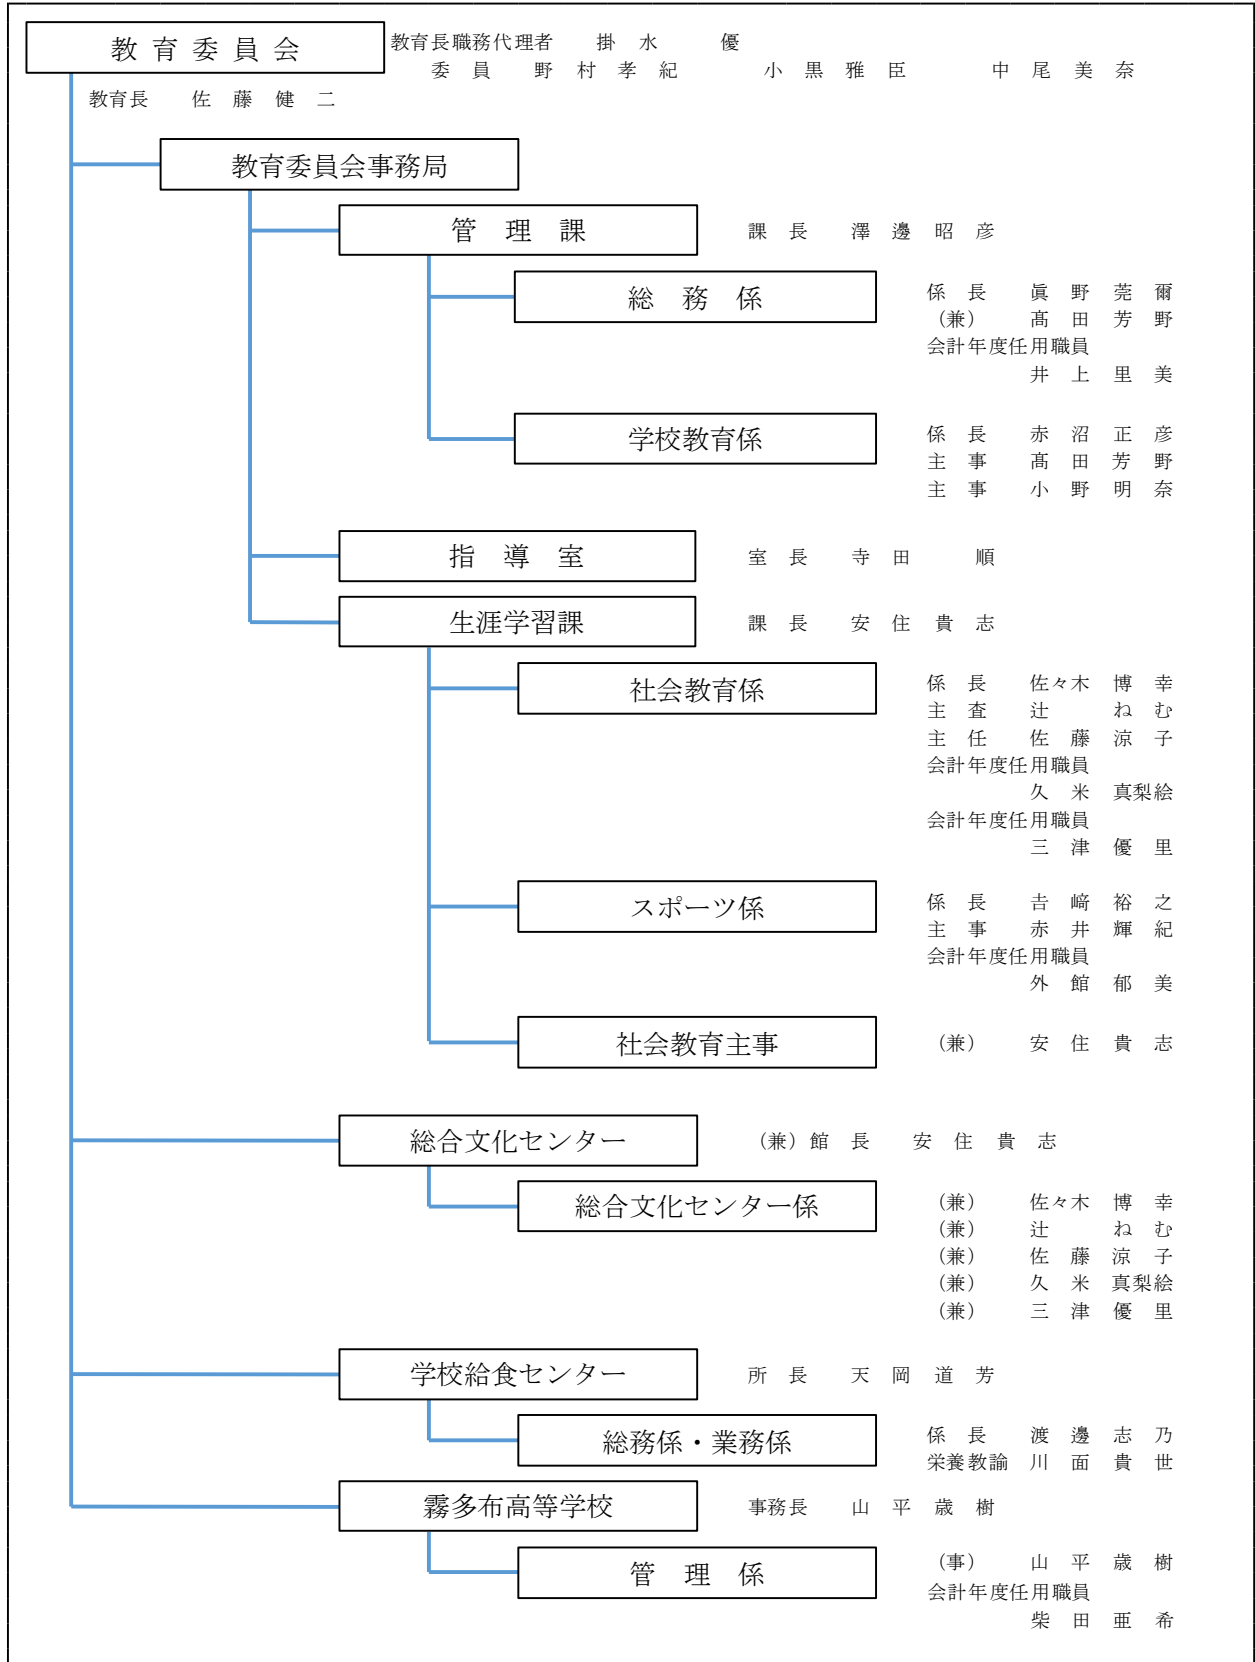 教育委員会
教育長職務代理者 掛水 優
委員 野村孝紀 小黒雅臣 中尾美奈
教育長 佐藤健二
教育委員会事務局
管理課 課長 澤邊昭彦
総務係 係長 眞野莞爾
(兼) 髙田芳野
会計年度任用職員
井上里美
学校教育係 係長 赤沼正彦
主事 髙田芳野
主事 小野明奈
指導室 室長 寺田 順
生涯学習課 課長 安住貴志
社会教育係 係長 佐々木博幸
主査 辻 ねむ
主任 佐藤涼子
会計年度任用職員
久米真梨絵
会計年度任用職員
三津優里
スポーツ係 係長 𠮷﨑裕之
主事 赤井輝紀
会計年度任用職員
外館郁美
社会教育主事 (兼) 安住貴志
総合文化センター (兼)館長 安住貴志
総合文化センター係 (兼) 佐々木博幸
(兼) 辻 ねむ
(兼) 佐藤涼子
(兼) 久米真梨絵
(兼) 三津優里
学校給食センター 所長 天岡道芳
総務係・業務係 係長 渡邊志乃
栄養教諭 川面貴世
霧多布高等学校 事務長 山平歳樹
管理係 (事) 山平歳樹
会計年度任用職員
柴田亜希